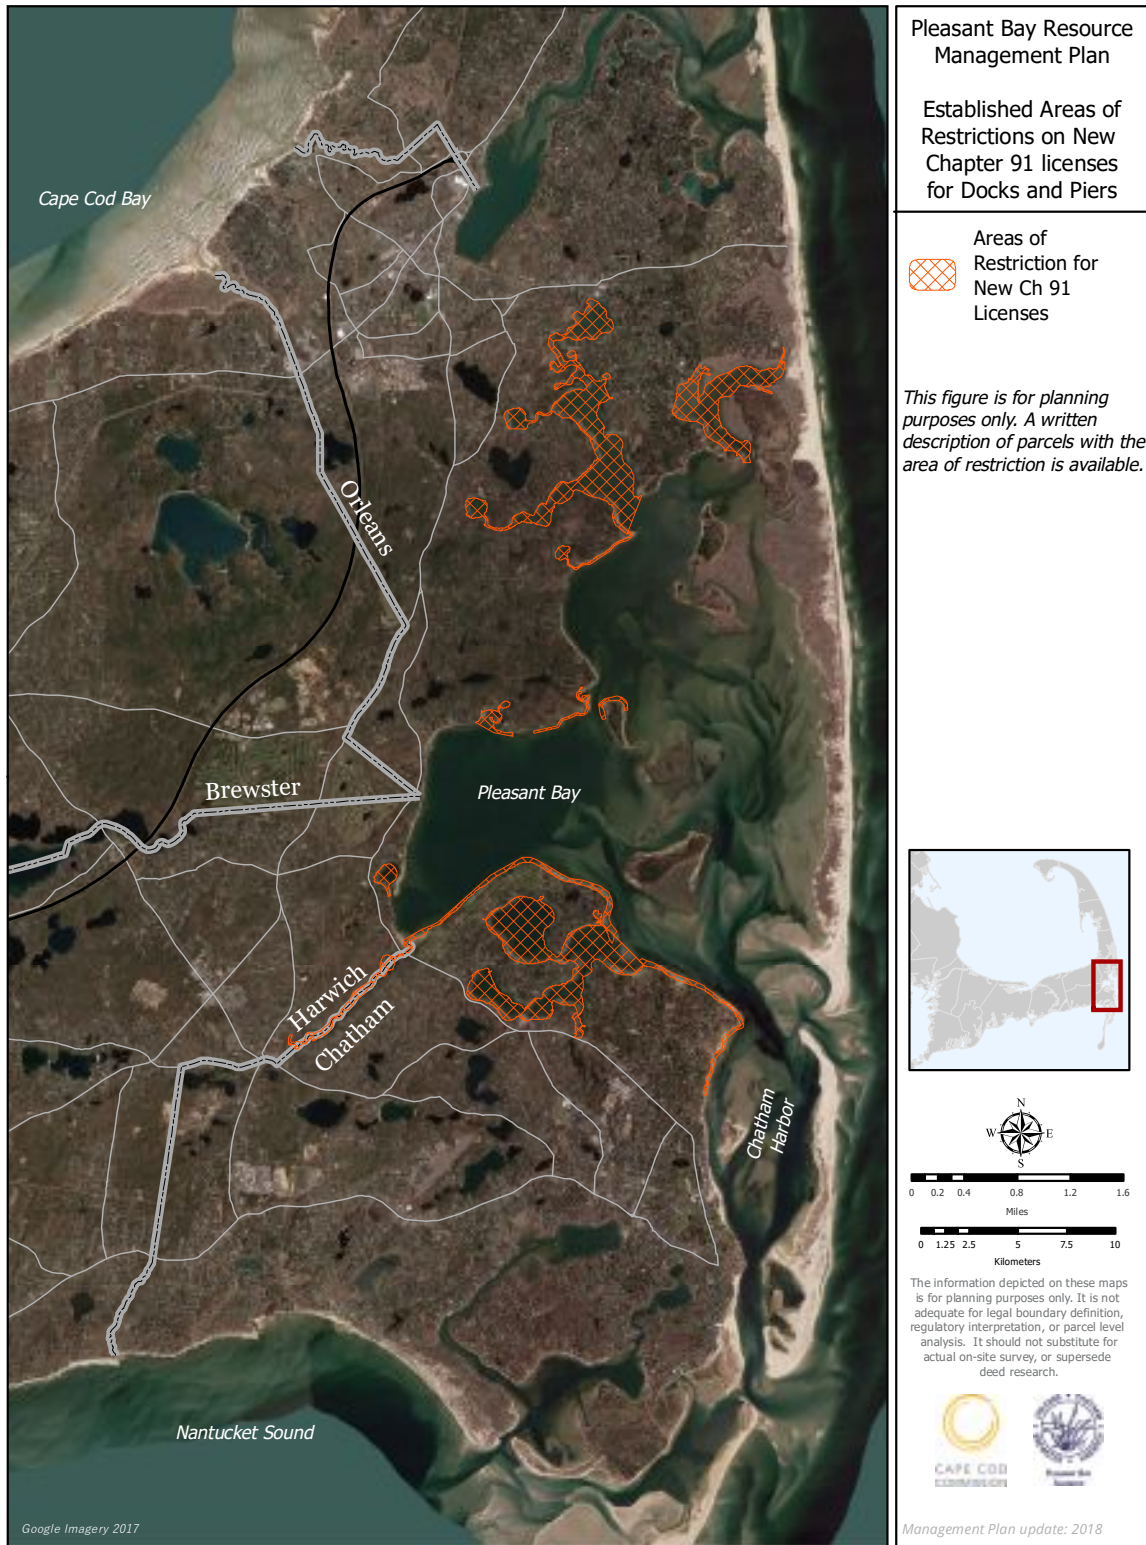 Pleasant Bay Resource
Management Plan
Established Areas of
Restrictions on New
Chapter 91 licenses
for Docks and Piers
Areas of
Restriction for
New Ch 91
Licenses
This figure is for planning
purposes only. A written
description of parcels with the
area of restriction is available.
Cape Cod Bay
Orleans
Brewster
Pleasant Bay
Harwich
Chatham
Chatham
Harbor
Nantucket Sound
Google Imagery 2017
N
W E
S
0 0.2 0.4 0.8 1.2 1.6
Miles
0 1.25 2.5 5 7.5 10
Kilometers
The information depicted on these maps
is for planning purposes only. It is not
adequate for legal boundary definition,
regulatory interpretation, or parcel level
analysis. It should not substitute for
actual on-site survey, or supersede
deed research.
CAPE COD
COMMISSION
Management Plan update: 2018